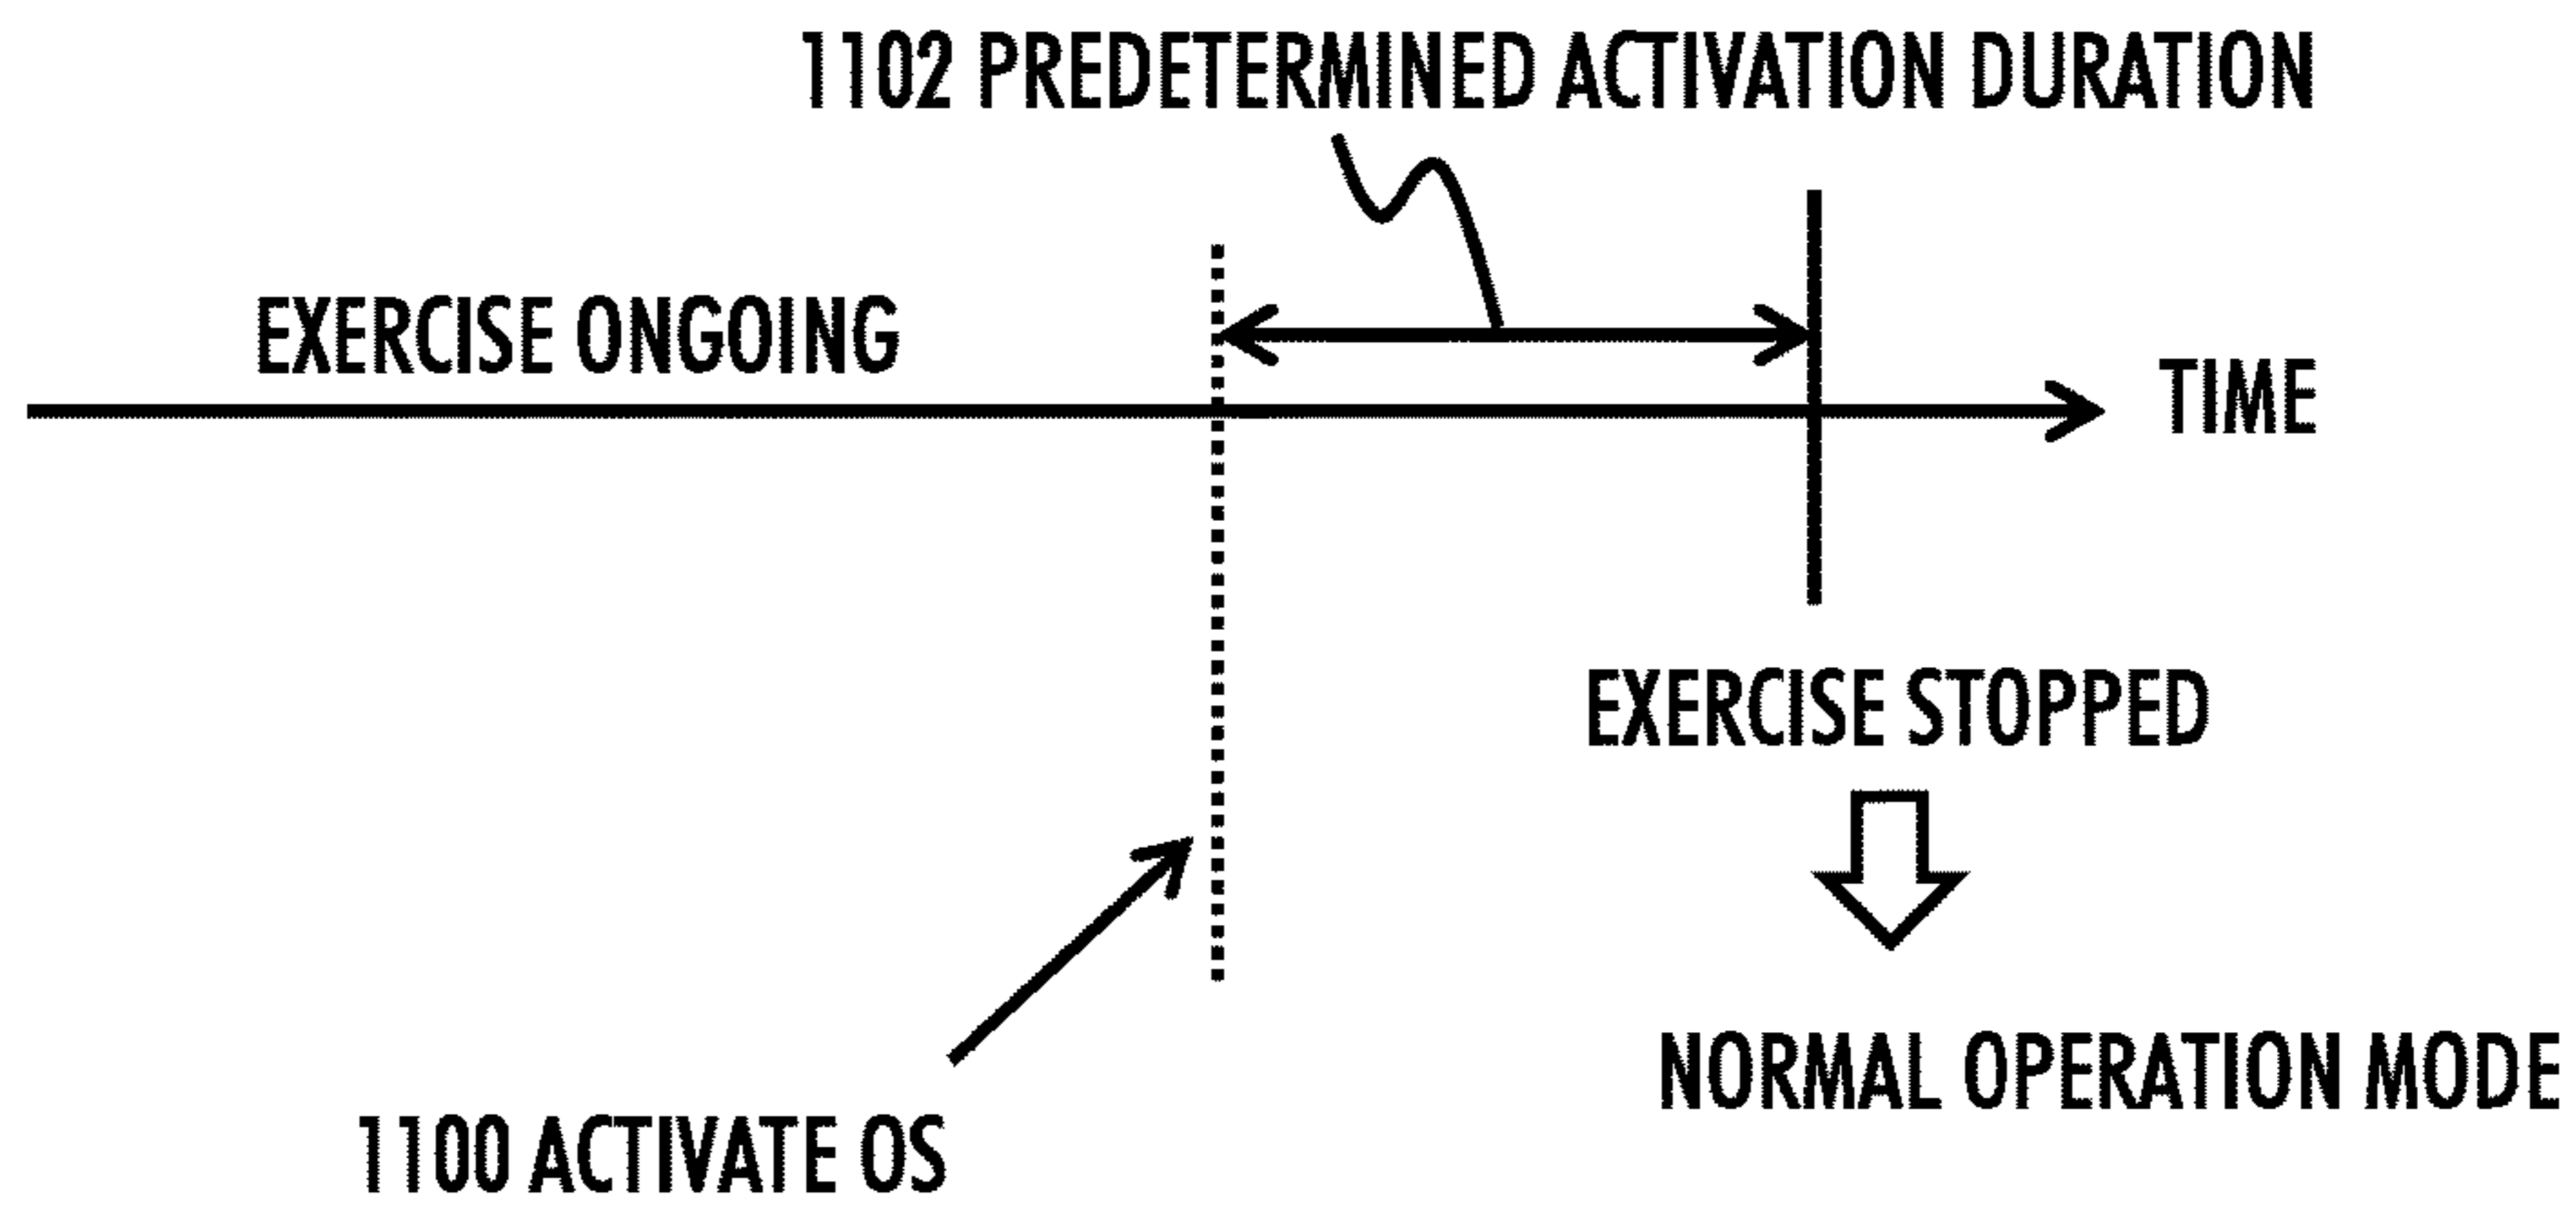 1102 PREDETERMINED ACTIVATION DURATION
EXERCISE ONGOING
TIME
EXERCISE STOPPED
NORMAL OPERATION MODE
1100 ACTIVATE OS